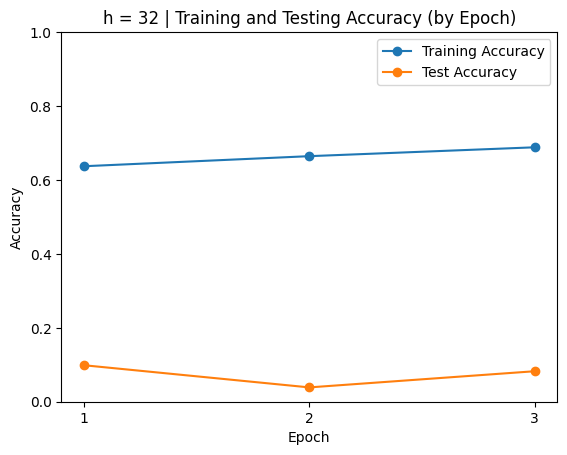 h = 32 | Training and Testing Accuracy (by Epoch)
1.0
0.8
0.6
0.4
0.2
0.0
Accuracy
Training Accuracy
Test Accuracy
1 2 3
Epoch